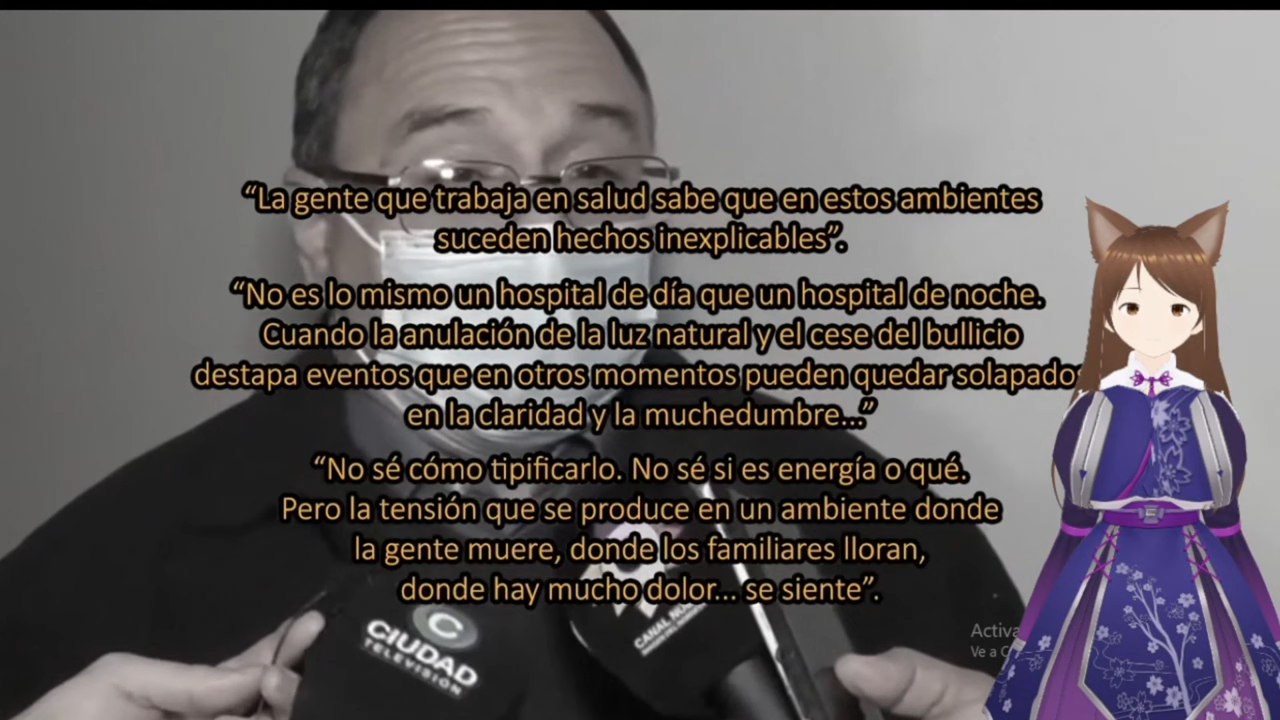 “La gente que trabaja en salud sabe que en estos ambientes
suceden hechos inexplicables”.
“No es lo mismo un hospital de día que un hospital de noche.
Cuando la anulación de la luz natural y el cese del bullicio
destapa eventos que en otros momentos pueden quedar solapados
en la claridad y la muchedumbre...”
“No sé cómo tipificarlo. No sé si es energía o qué.
Pero la tensión que se produce en un ambiente donde
la gente muere, donde los familiares lloran,
donde hay mucho dolor... se siente”.
C
CIUDAD
TELEVISIÓN
CANAL
Activa
Ve a C